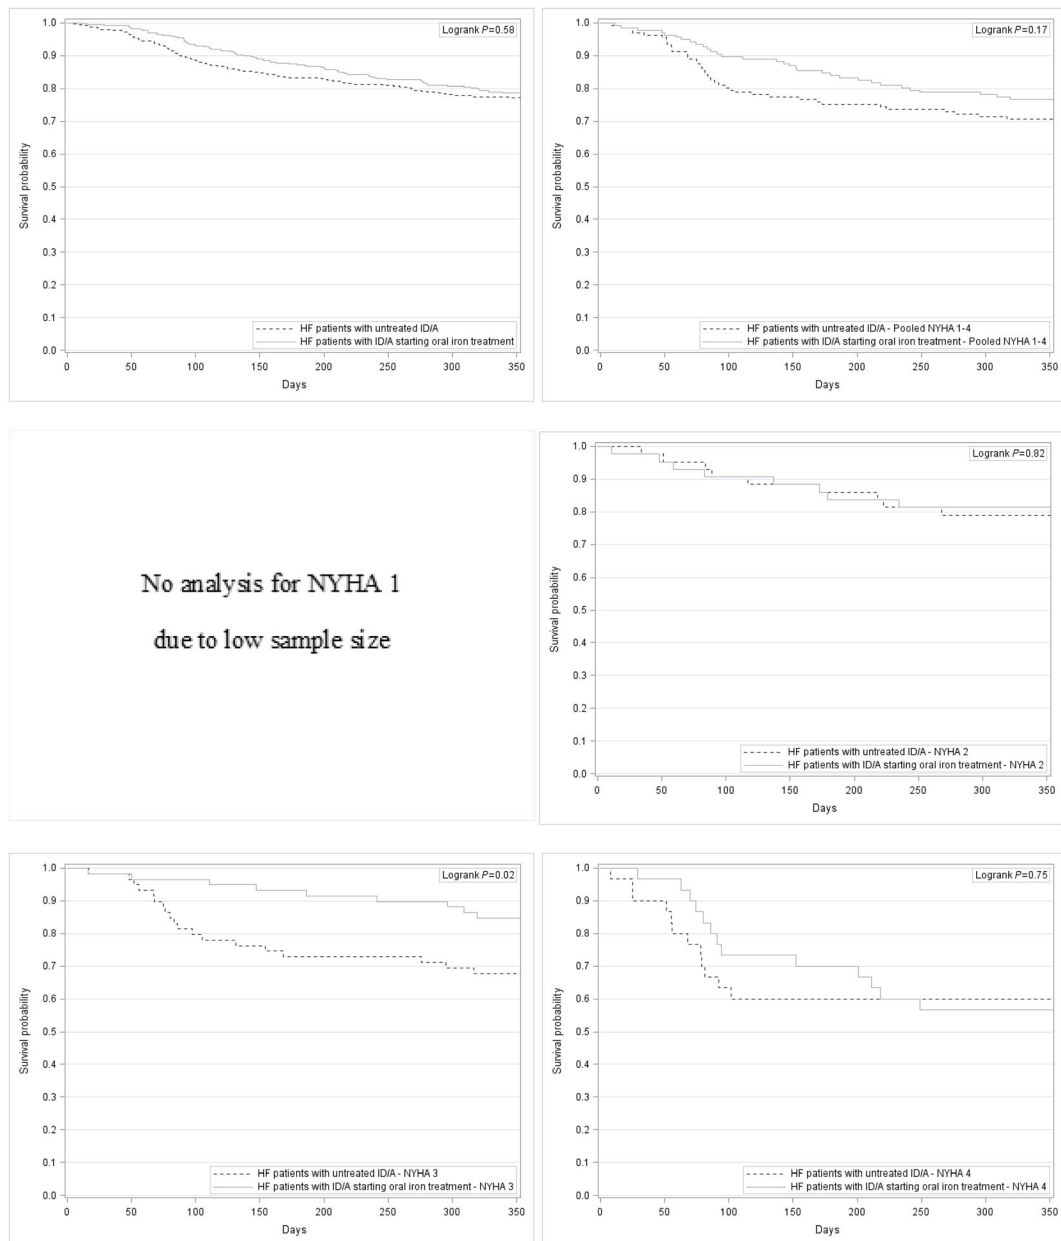 Logrank P=0.58
1.0
0.9
0.8
0.7
0.6
0.5
0.4
0.3
0.2
0.1
0.0
Survival probability
HF patients with untreated ID/A
HF patients with ID/A starting oral iron treatment
0 50 100 150 200 250 300 350
Days
Logrank P=0.17
1.0
0.9
0.8
0.7
0.6
0.5
0.4
0.3
0.2
0.1
0.0
Survival probability
HF patients with untreated ID/A - Pooled NYHA 1-4
HF patients with ID/A starting oral iron treatment - Pooled NYHA 1-4
0 50 100 150 200 250 300 350
Days
No analysis for NYHA 1
due to low sample size
Logrank P=0.82
1.0
0.9
0.8
0.7
0.6
0.5
0.4
0.3
0.2
0.1
0.0
Survival probability
HF patients with untreated ID/A - NYHA 2
HF patients with ID/A starting oral iron treatment - NYHA 2
0 50 100 150 200 250 300 350
Days
Logrank P=0.02
1.0
0.9
0.8
0.7
0.6
0.5
0.4
0.3
0.2
0.1
0.0
Survival probability
HF patients with untreated ID/A - NYHA 3
HF patients with ID/A starting oral iron treatment - NYHA 3
0 50 100 150 200 250 300 350
Days
Logrank P=0.75
1.0
0.9
0.8
0.7
0.6
0.5
0.4
0.3
0.2
0.1
0.0
Survival probability
HF patients with untreated ID/A - NYHA 4
HF patients with ID/A starting oral iron treatment - NYHA 4
0 50 100 150 200 250 300 350
Days